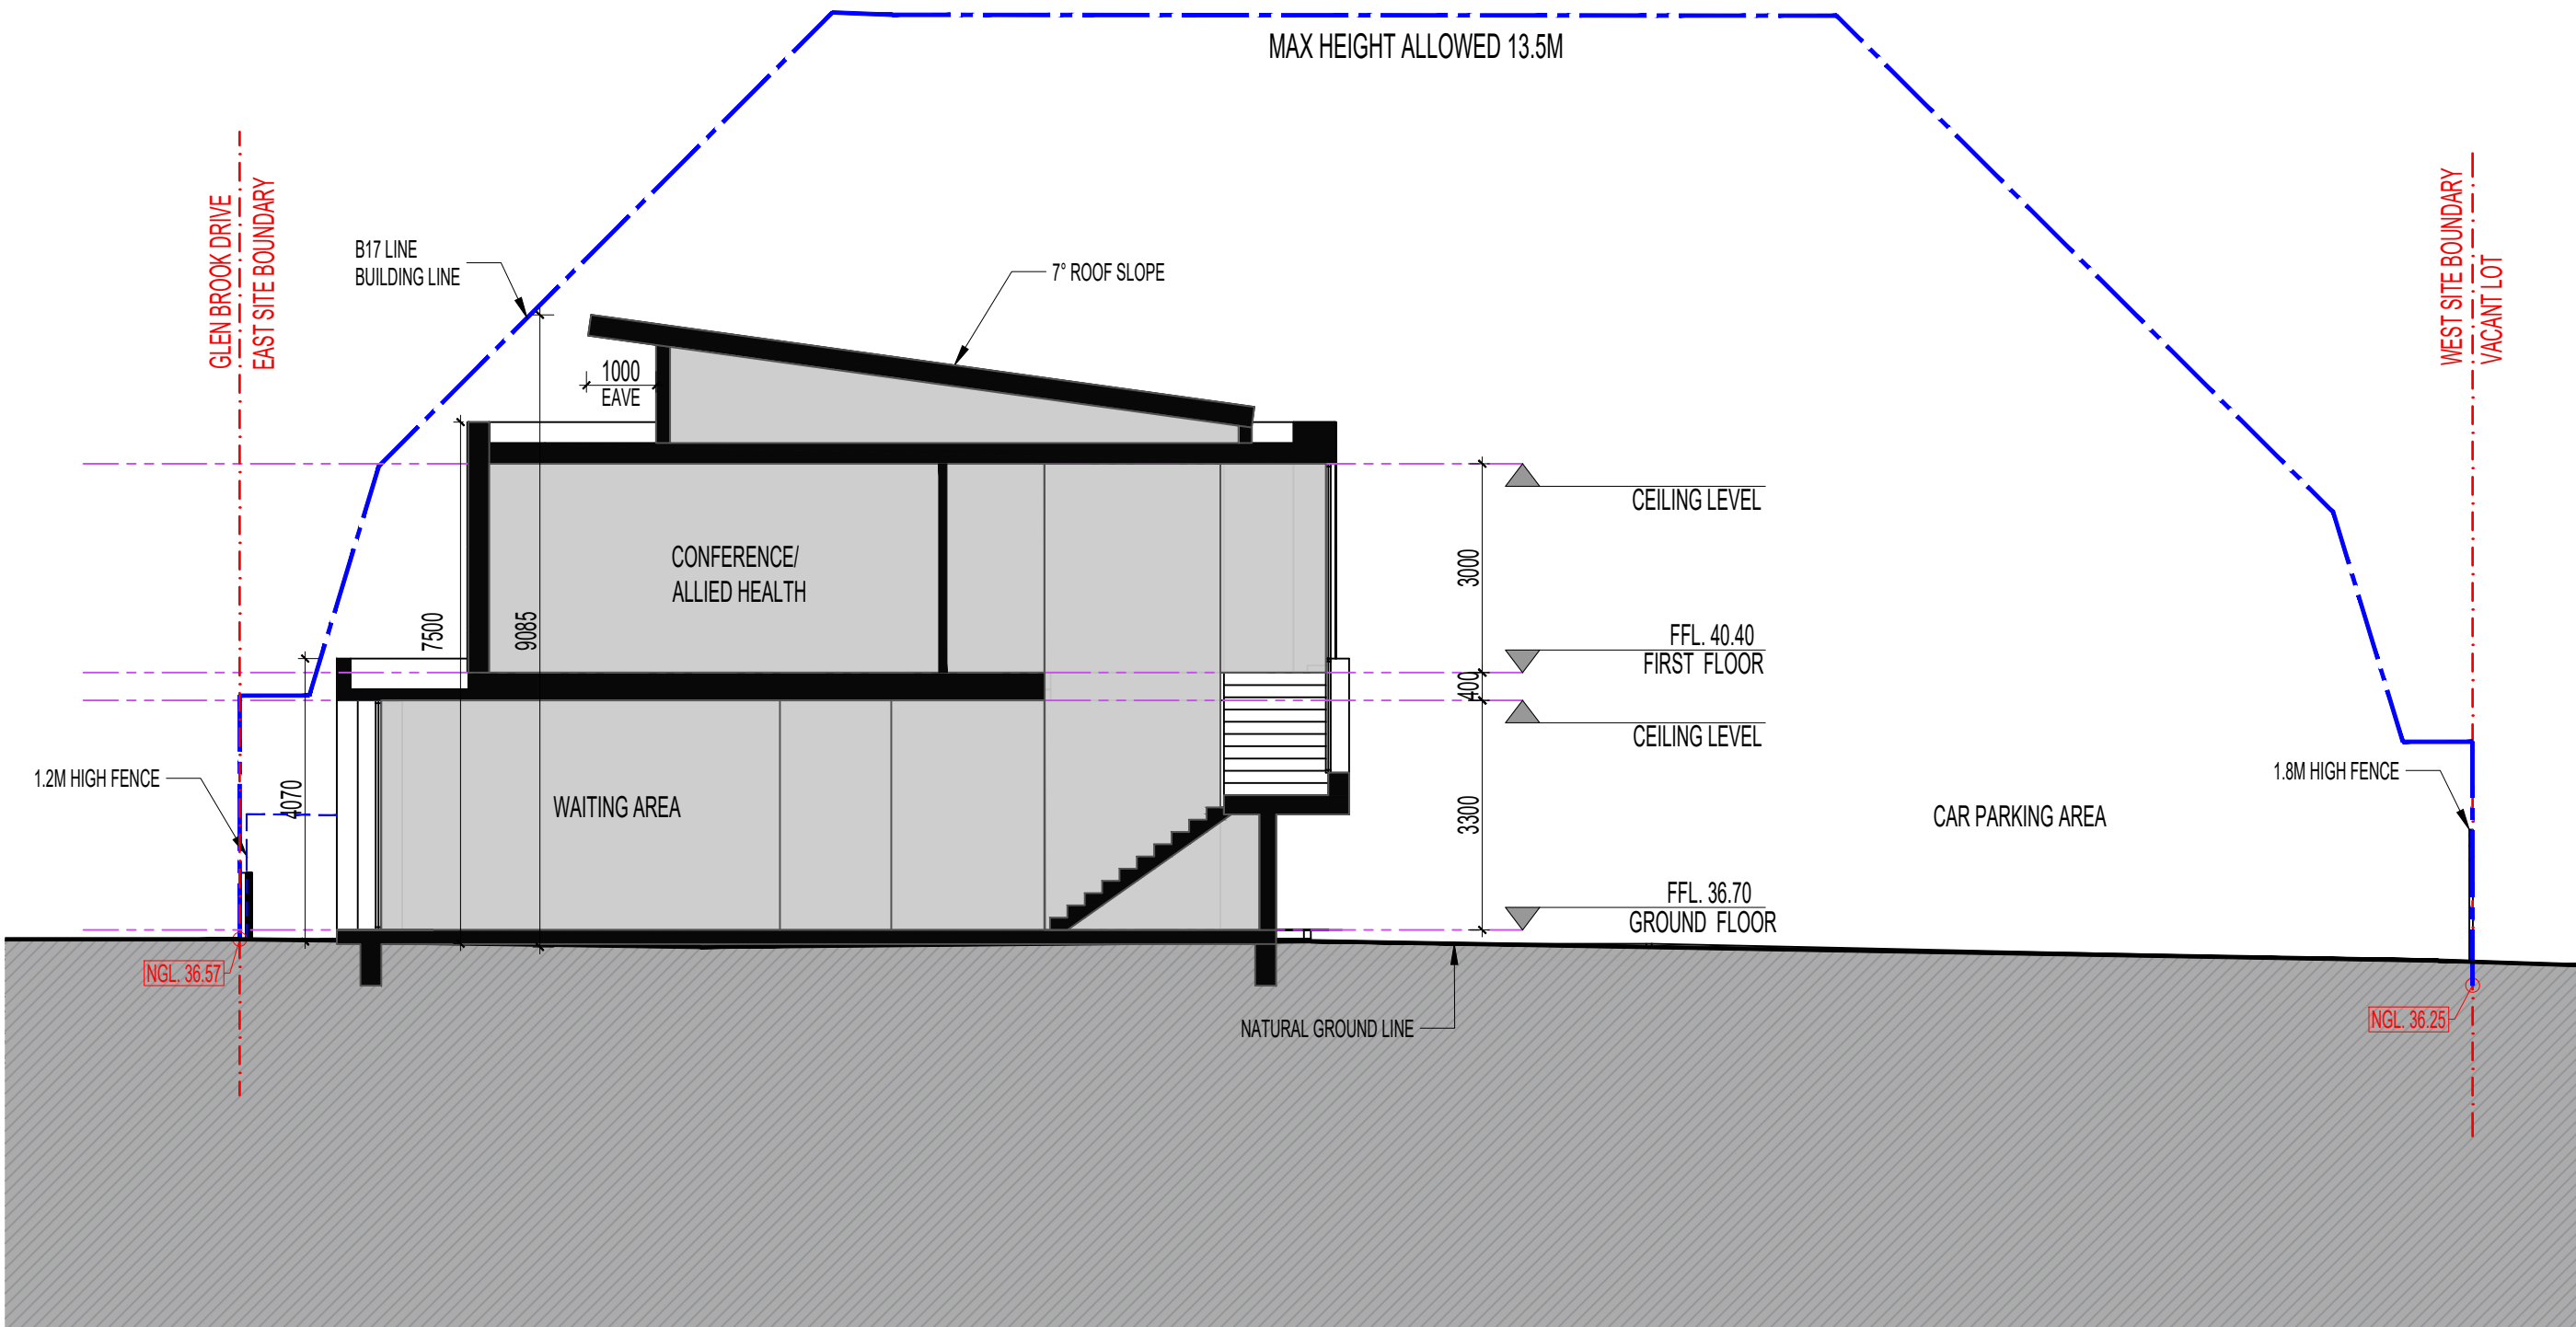 MAX HEIGHT ALLOWED 13.5M
GLEN BROOK DRIVE
EAST SITE BOUNDARY
WEST SITE BOUNDARY
VACANT LOT
B17 LINE
BUILDING LINE
7° ROOF SLOPE
1000
EAVE
CEILING LEVEL
CONFERENCE/
ALLIED HEALTH
3000
7500
9085
FFL. 40.40
FIRST FLOOR
400
CEILING LEVEL
1.2M HIGH FENCE
4070
WAITING AREA
3300
CAR PARKING AREA
1.8M HIGH FENCE
FFL. 36.70
GROUND FLOOR
NGL. 36.57
NATURAL GROUND LINE
NGL. 36.25